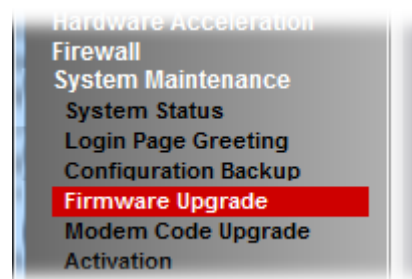 Hardware Acceleration
Firewall
System Maintenance
System Status
Login Page Greeting
Configuration Backup
Firmware Upgrade
Modem Code Upgrade
Activation